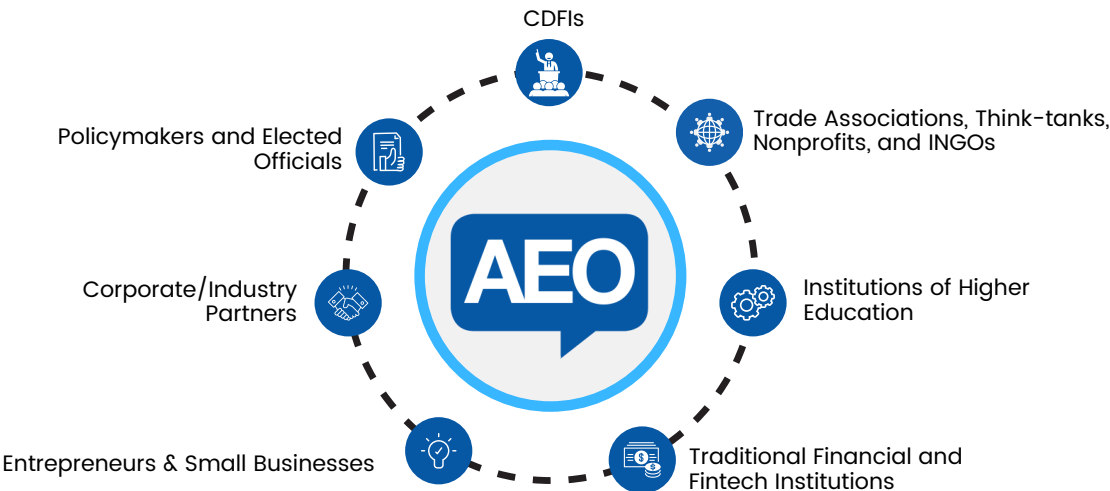 CDFIs
Trade Associations, Think-tanks,
Nonprofits, and INGOs
Policymakers and Elected
Officials
AEO
Institutions of Higher
Education
Corporate/Industry
Partners
Traditional Financial and
Fintech Institutions
Entrepreneurs & Small Businesses